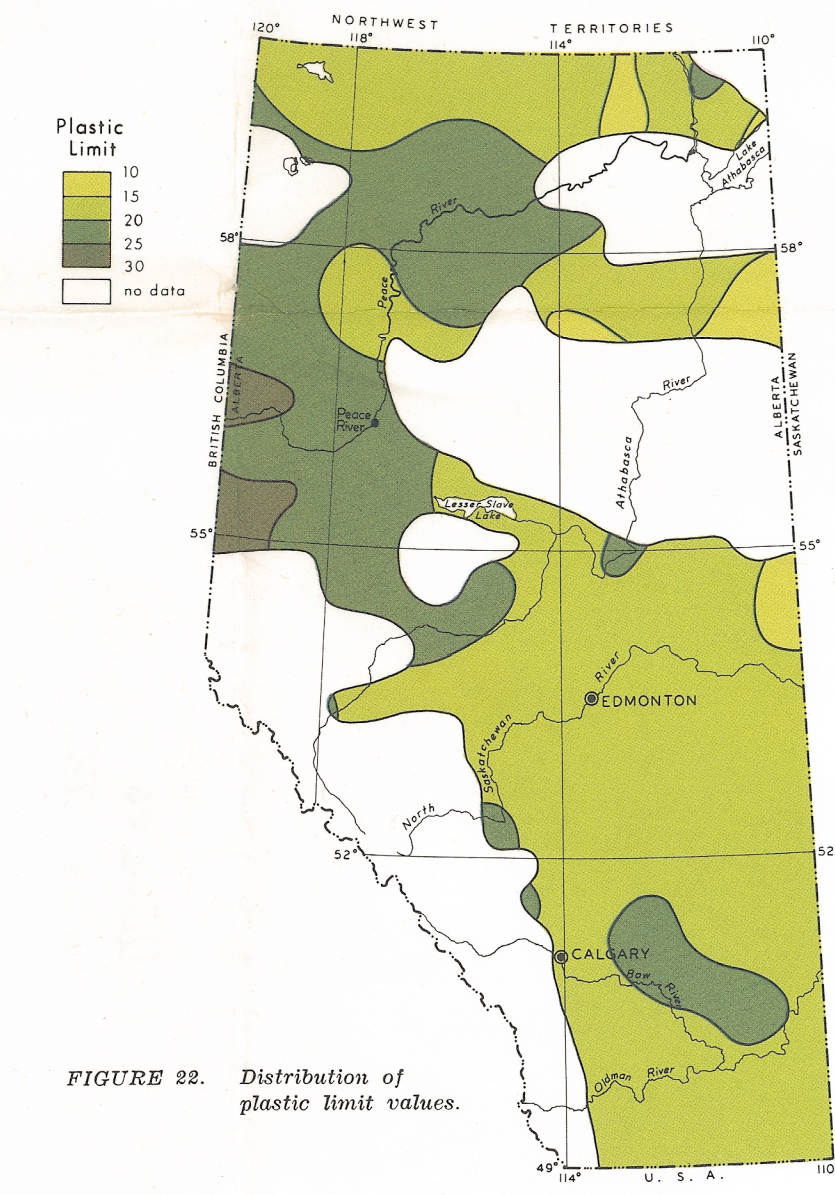 NORTHWEST TERRITORIES
120°
118°
114°
110°
Plastic
Limit
10
15
20
25
30
no data
Lake
Athabasca
River
58°
58°
Peace
BRITISH COLUMBIA
ALBERTA
Peace
River
River
ALBERTA
SASKATCHEWAN
Athabasca
Lesser Slave
Lake
55°
55°
River
EDMONTON
Saskatchewan
North
52°
52
CALGARY
Bow
River
FIGURE 22. Distribution of
plastic limit values.
Oldman River
49°
114°
U. S. A.
110